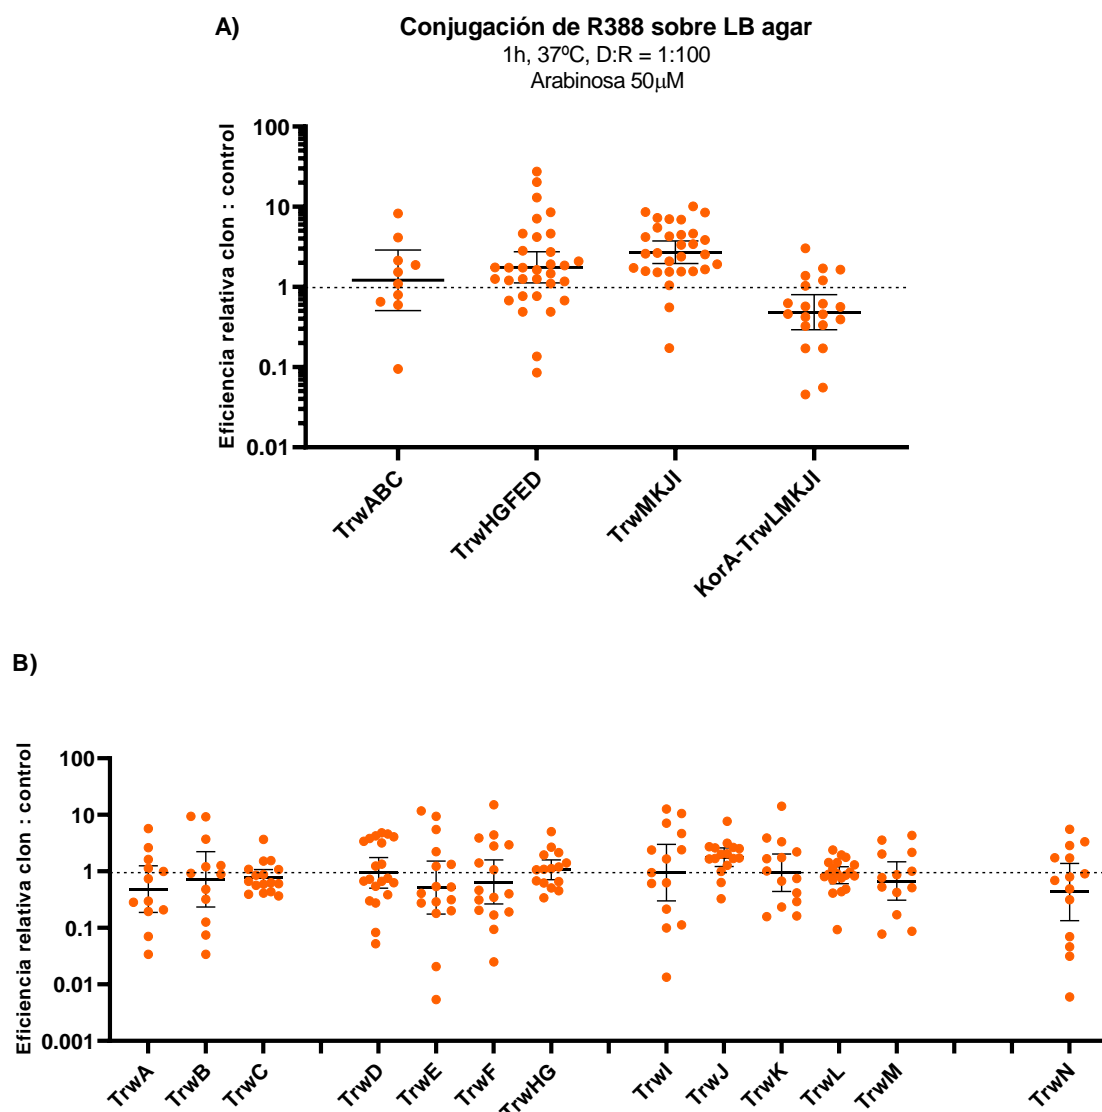 A)
Conjugación de R388 sobre LB agar
1h, 37ºC, D:R = 1:100
Arabinosa 50μM
Eficiencia relativa clon : control
100
10
1
0.1
0.01
TrwABC
TrwHGFED
TrwMKJI
KorA-TrwLMKJI
B)
Eficiencia relativa clon : control
100
10
1
0.1
0.01
0.001
TrwA
TrwB
TrwC
TrwD
TrwE
TrwF
TrwHG
TrwI
TrwJ
TrwK
TrwL
TrwM
TrwN